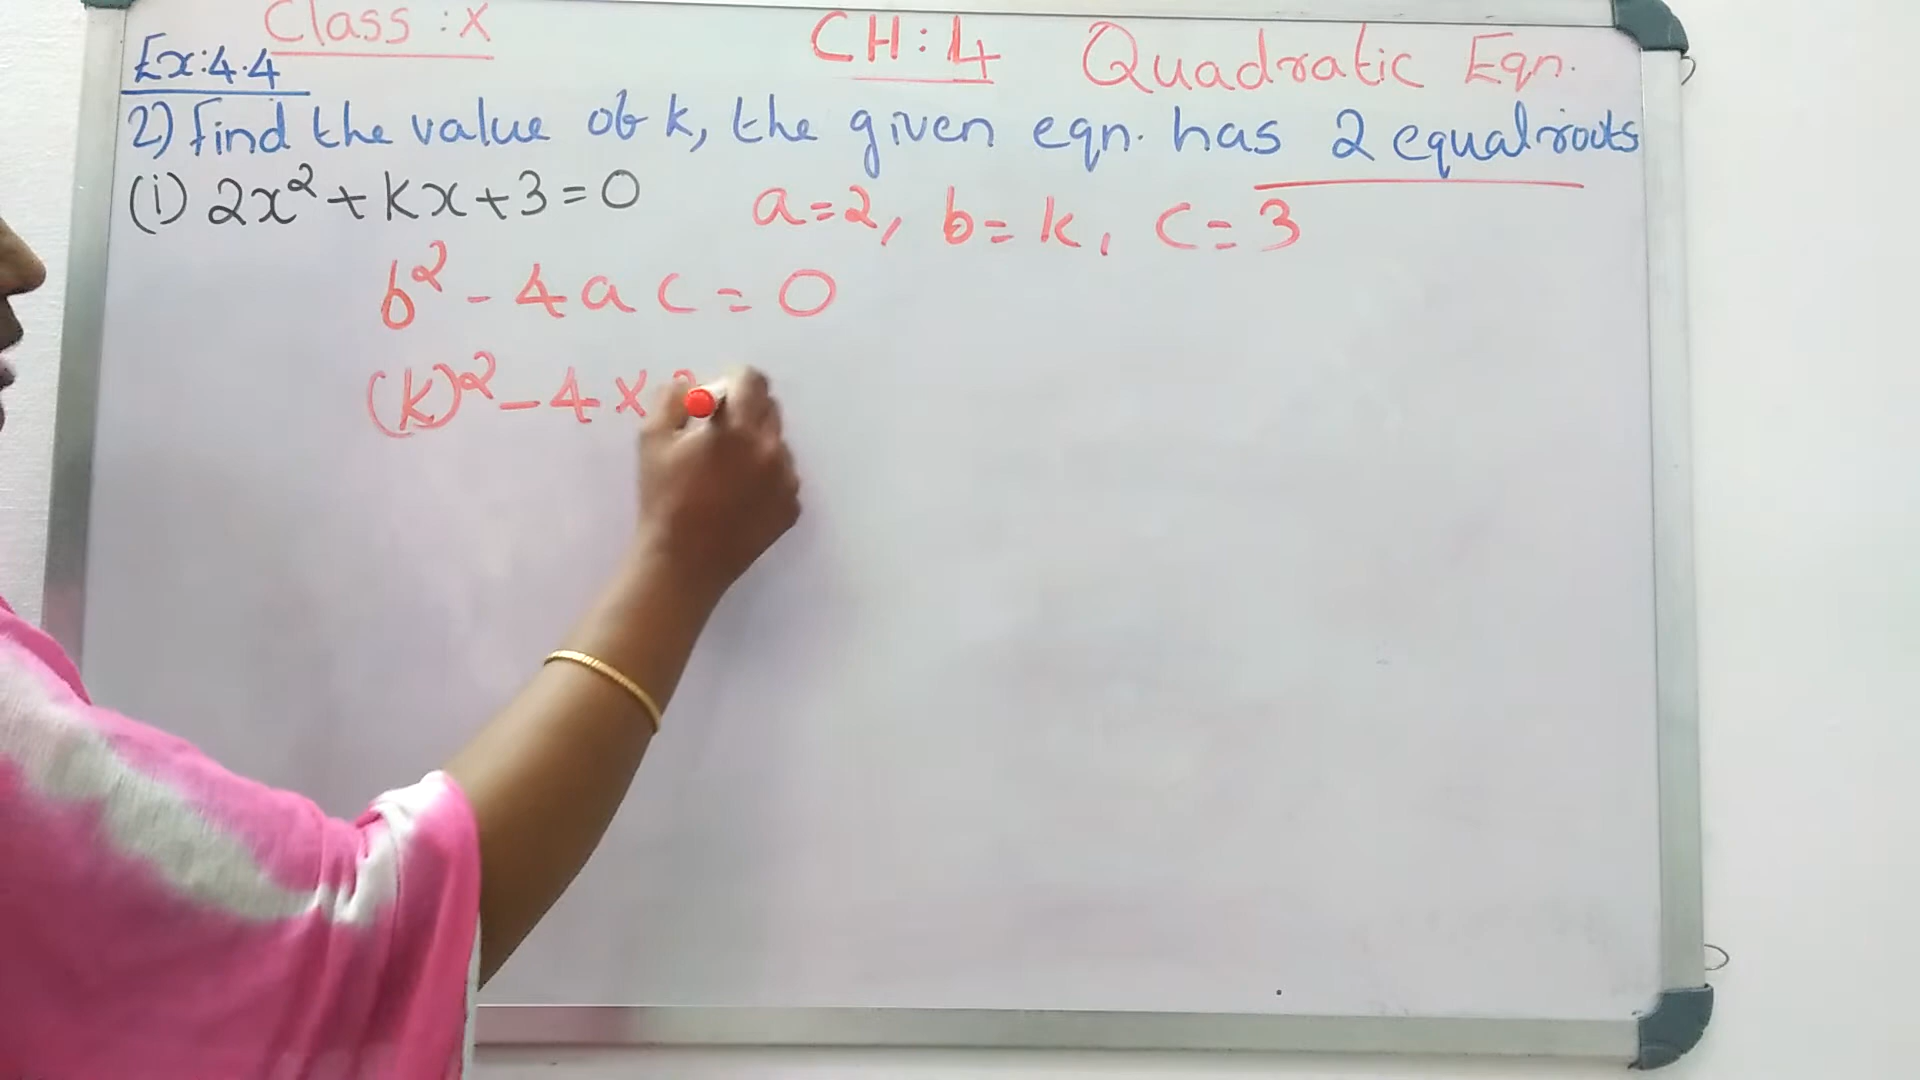 Class : X CH: 4 Quadratic Eqn.
Ex: 4.4
2) Find the value of k, the given eqn. has 2 equal roots
(i) 2x² + kx + 3 = 0 a = 2, b = k, c = 3
b² - 4ac = 0
(k)² - 4 ×